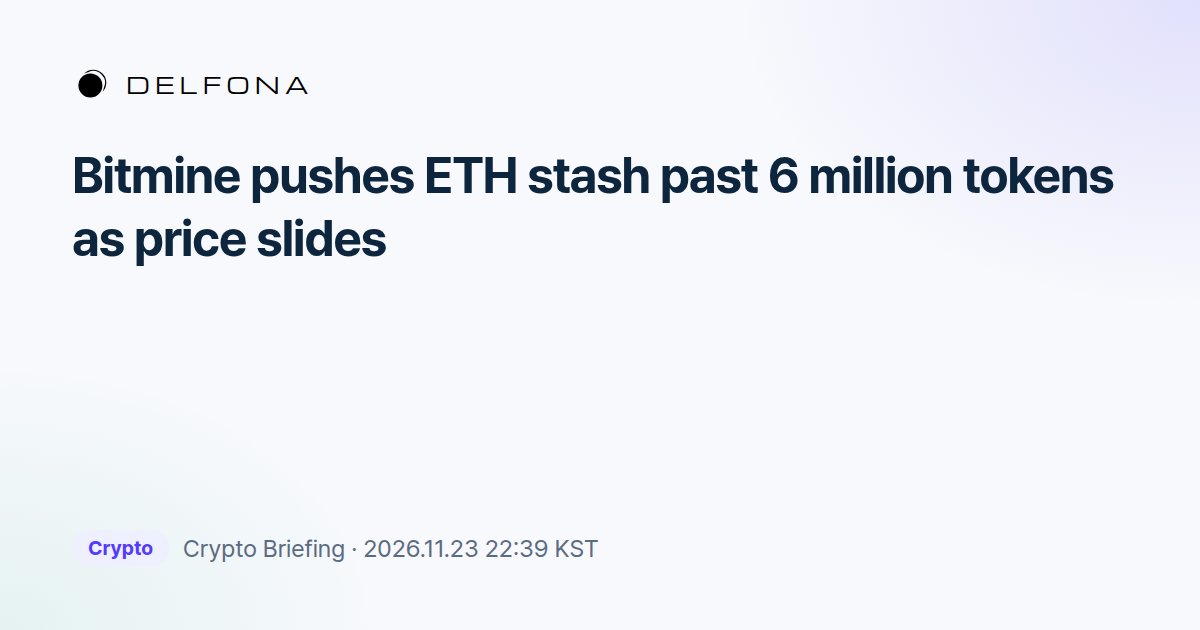 DELFONA
Bitmine pushes ETH stash past 6 million tokens
as price slides
Crypto Crypto Briefing · 2026.11.23 22:39 KST